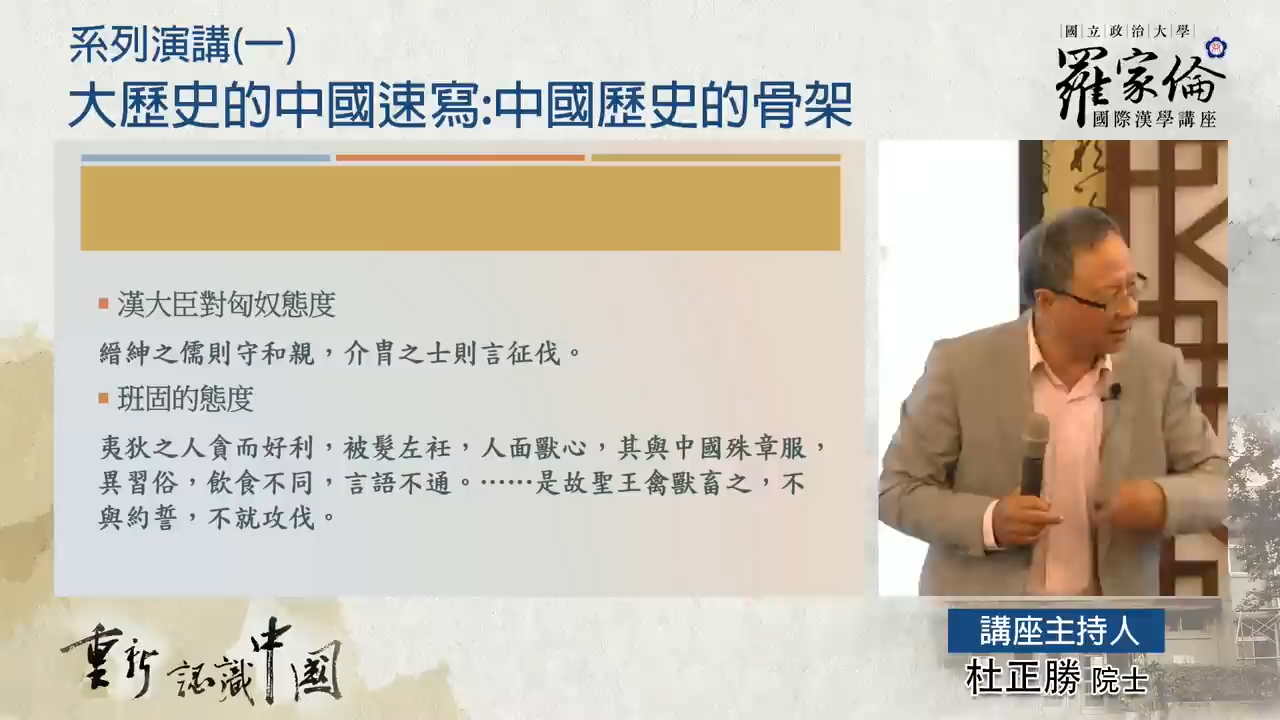 系列演講(一)
大歷史的中國速寫:中國歷史的骨架
國立政治大學
羅家倫
國際漢學講座
漢大臣對匈奴態度
縉紳之儒則守和親，介胄之士則言征伐。
班固的態度
夷狄之人貪而好利，被髮左衽，人面獸心，其與中國殊章服，
異習俗，飲食不同，言語不通。⋯⋯是故聖王禽獸畜之，不
與約誓，不就攻伐。
重新認識中國
講座主持人
杜正勝 院士